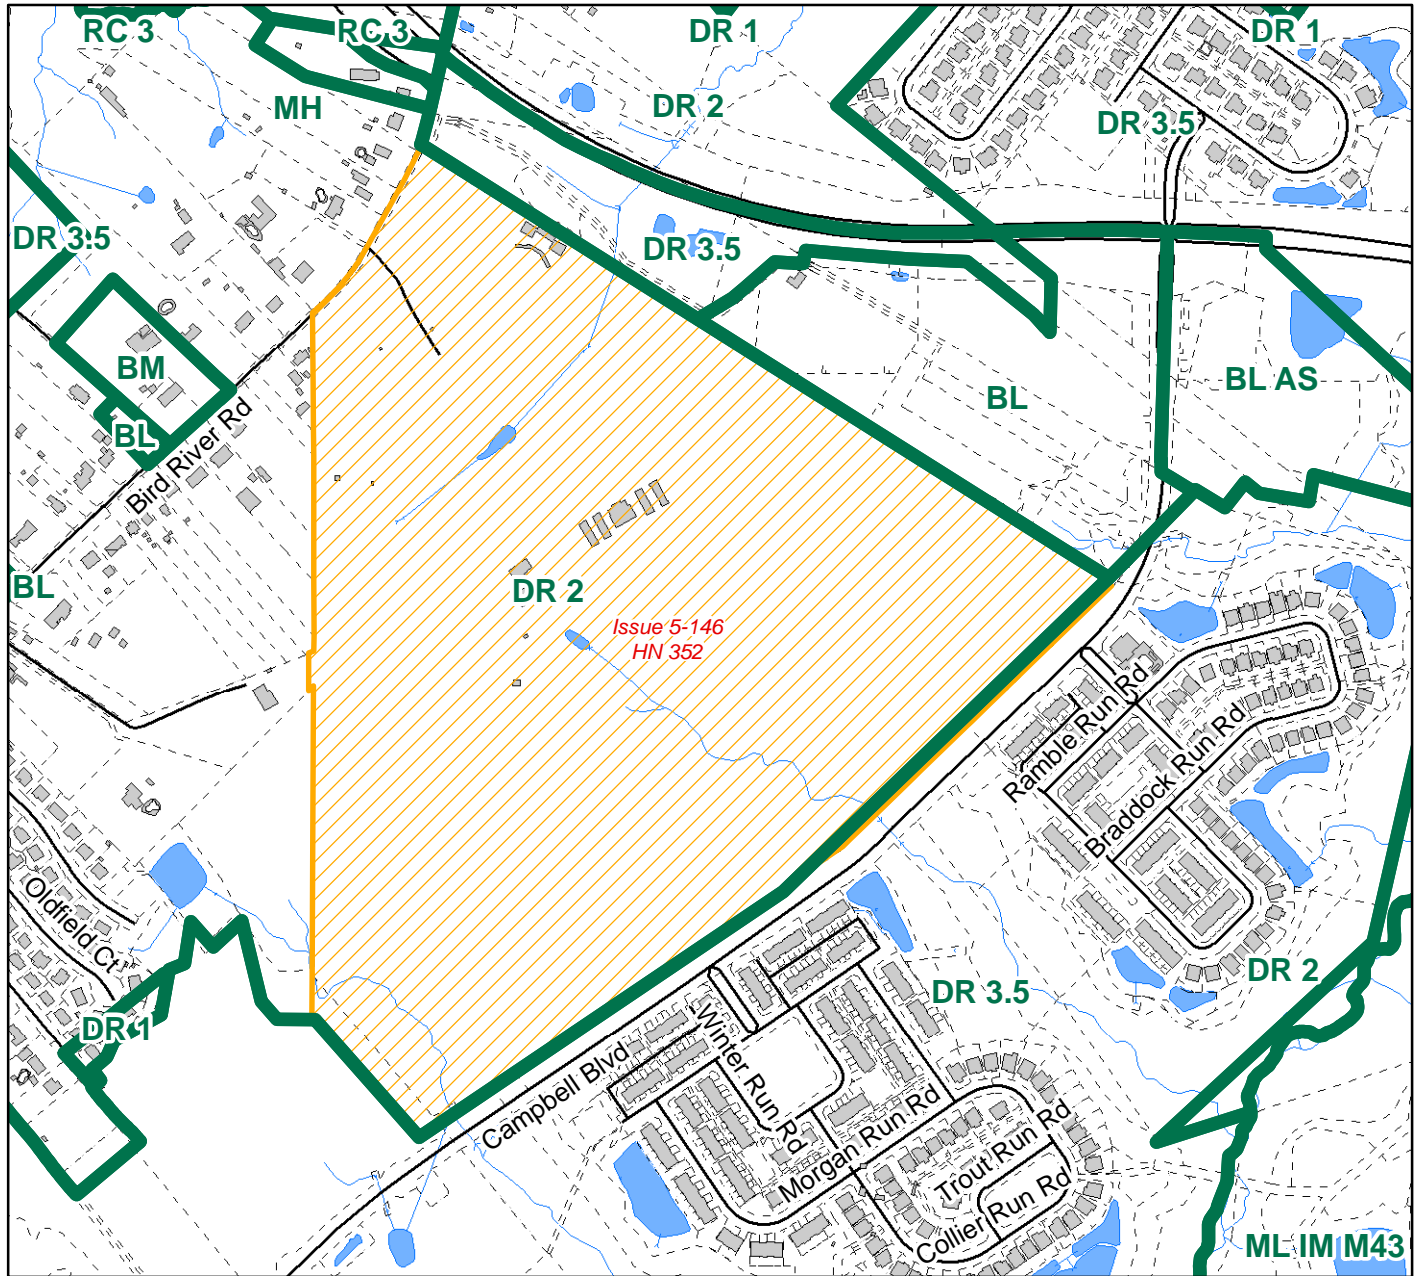 RC 3
RC 3
DR 1
DR 1
MH
DR 2
DR 3.5
DR 3.5
DR 3.5
BM
BL
Bird River Rd
BL
BL AS
BL
DR 2
Issue 5-146
HN 352
Ramble Run Rd
Braddock Run Rd
Oldfield Ct
DR 1
DR 3.5
DR 2
Campbell Blvd
Winter Run Rd
Morgan Run Rd
Trout Run Rd
Collier Run Rd
ML IM M43